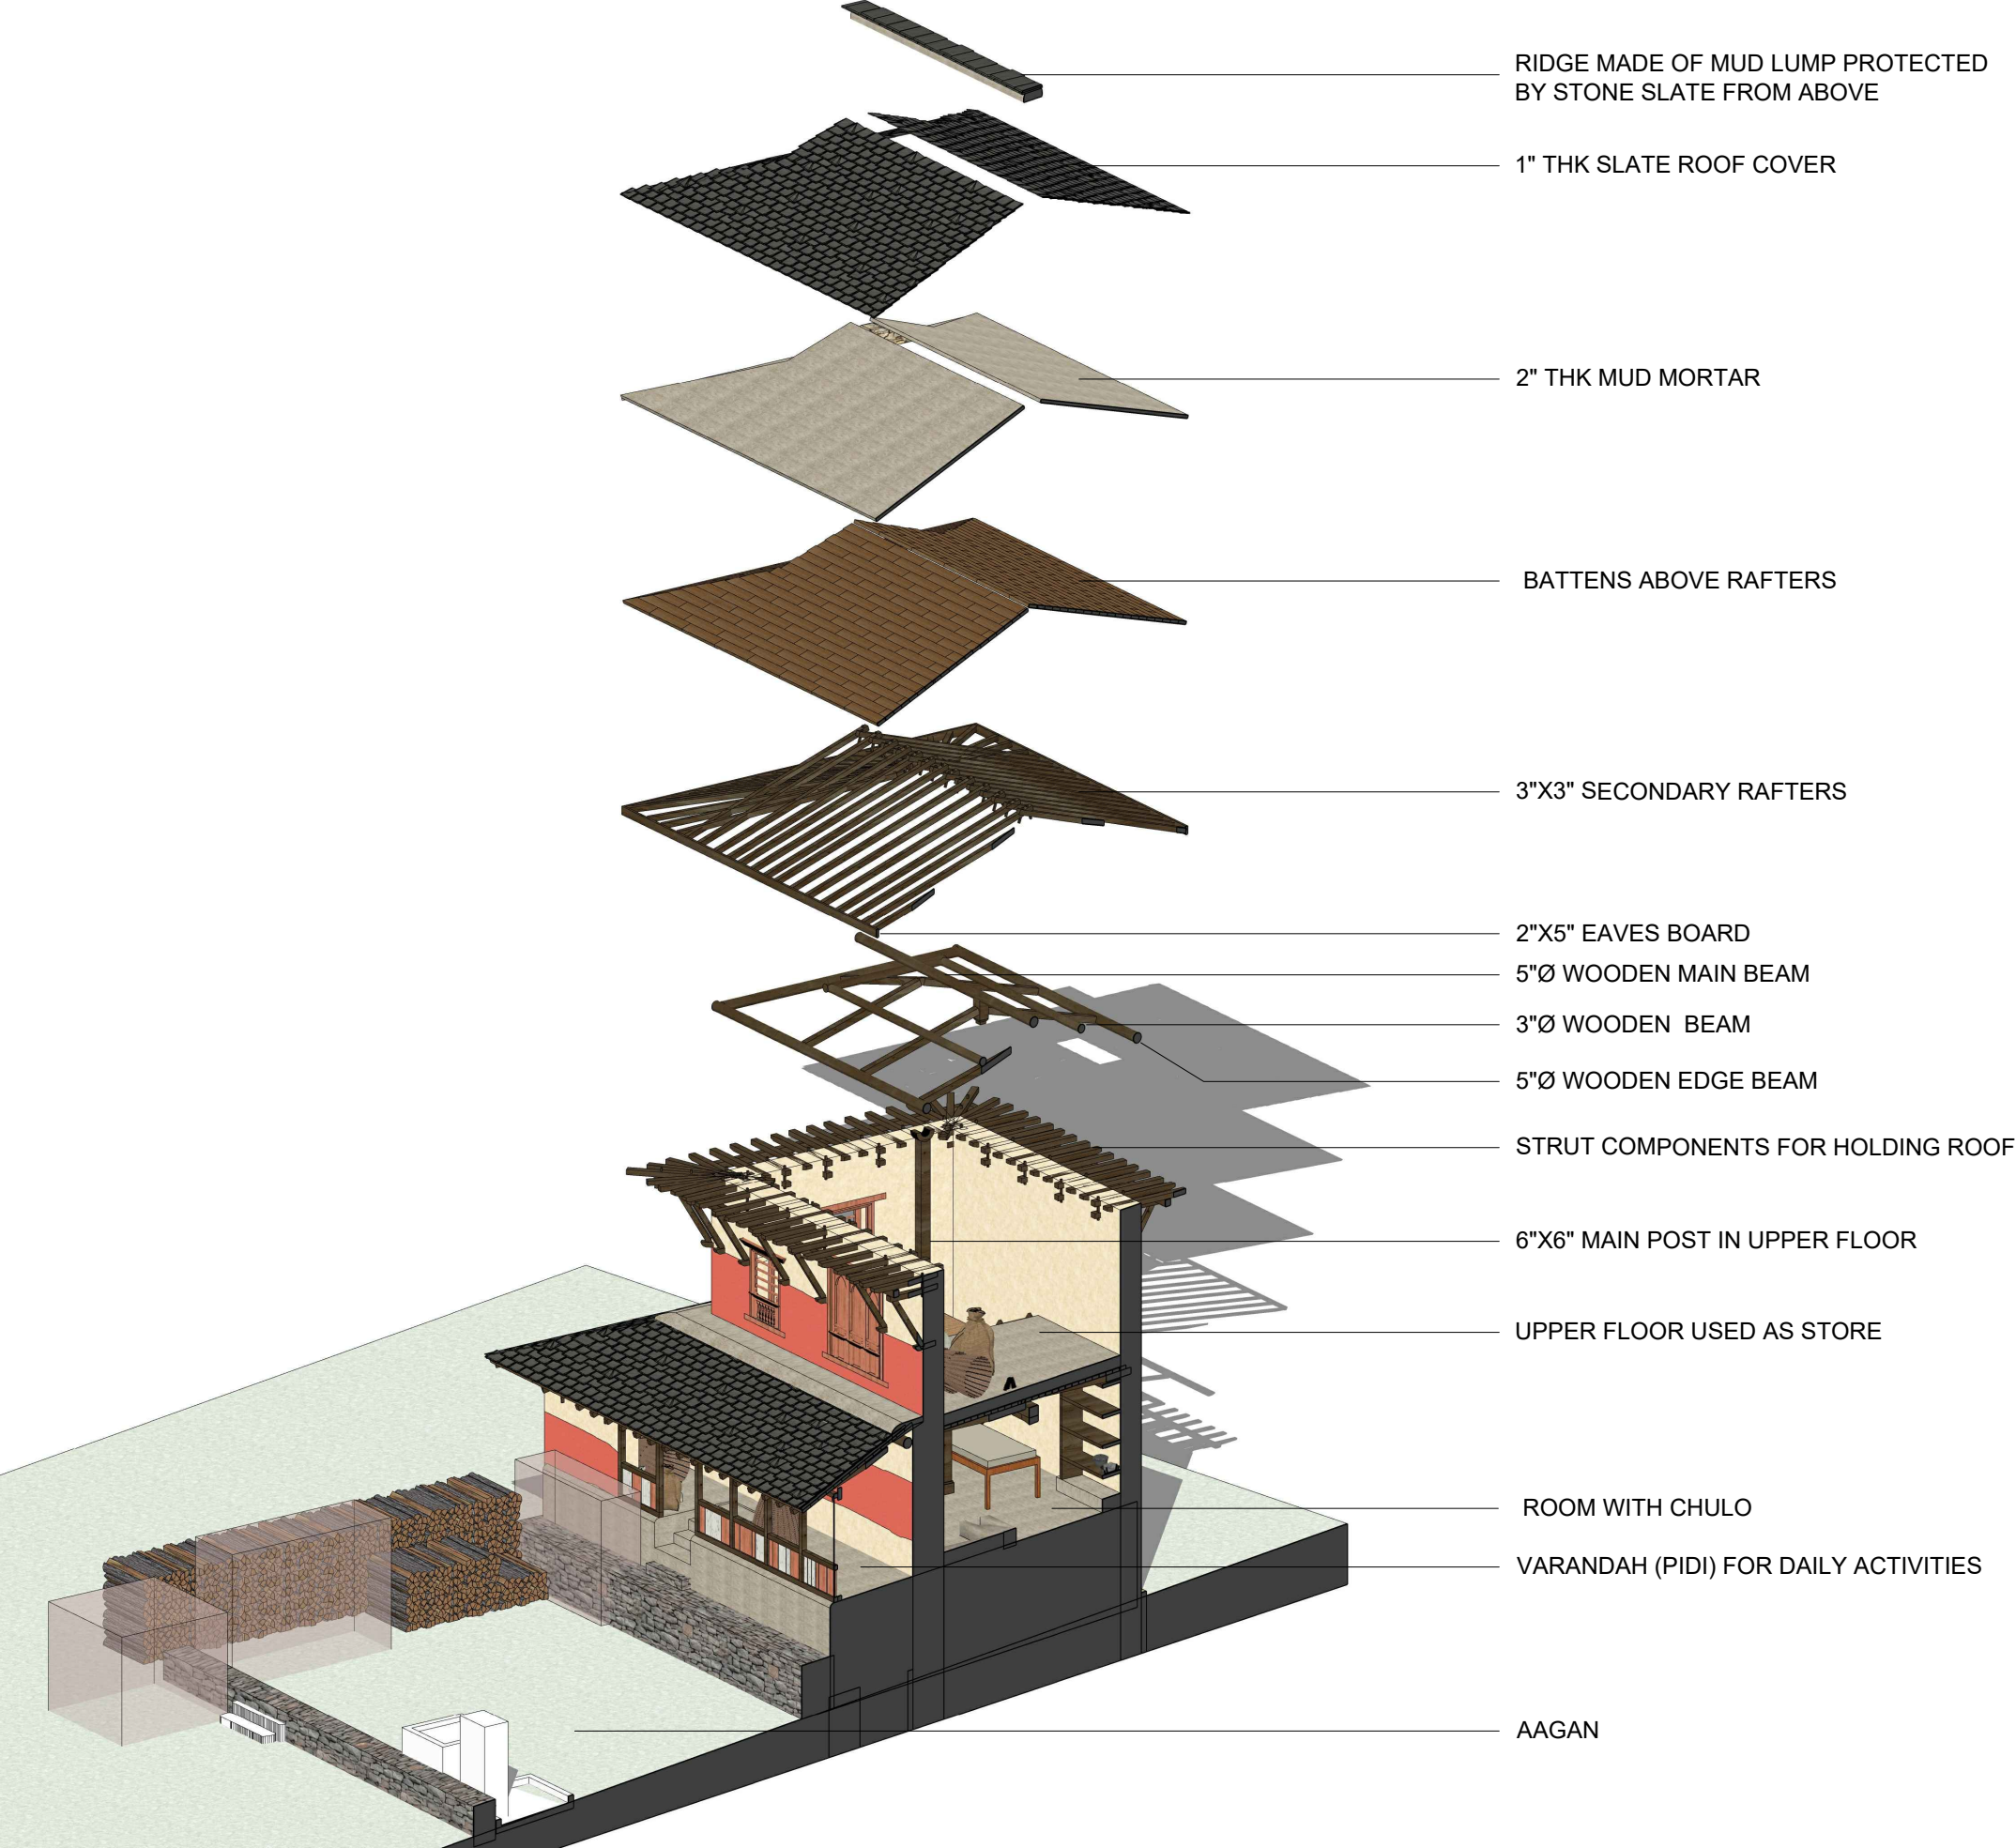 RIDGE MADE OF MUD LUMP PROTECTED
BY STONE SLATE FROM ABOVE
1" THK SLATE ROOF COVER
2" THK MUD MORTAR
BATTENS ABOVE RAFTERS
3"X3" SECONDARY RAFTERS
2"X5" EAVES BOARD
5"Ø WOODEN MAIN BEAM
3"Ø WOODEN BEAM
5"Ø WOODEN EDGE BEAM
STRUT COMPONENTS FOR HOLDING ROOF
6"X6" MAIN POST IN UPPER FLOOR
UPPER FLOOR USED AS STORE
ROOM WITH CHULO
VARANDAH (PIDI) FOR DAILY ACTIVITIES
AAGAN